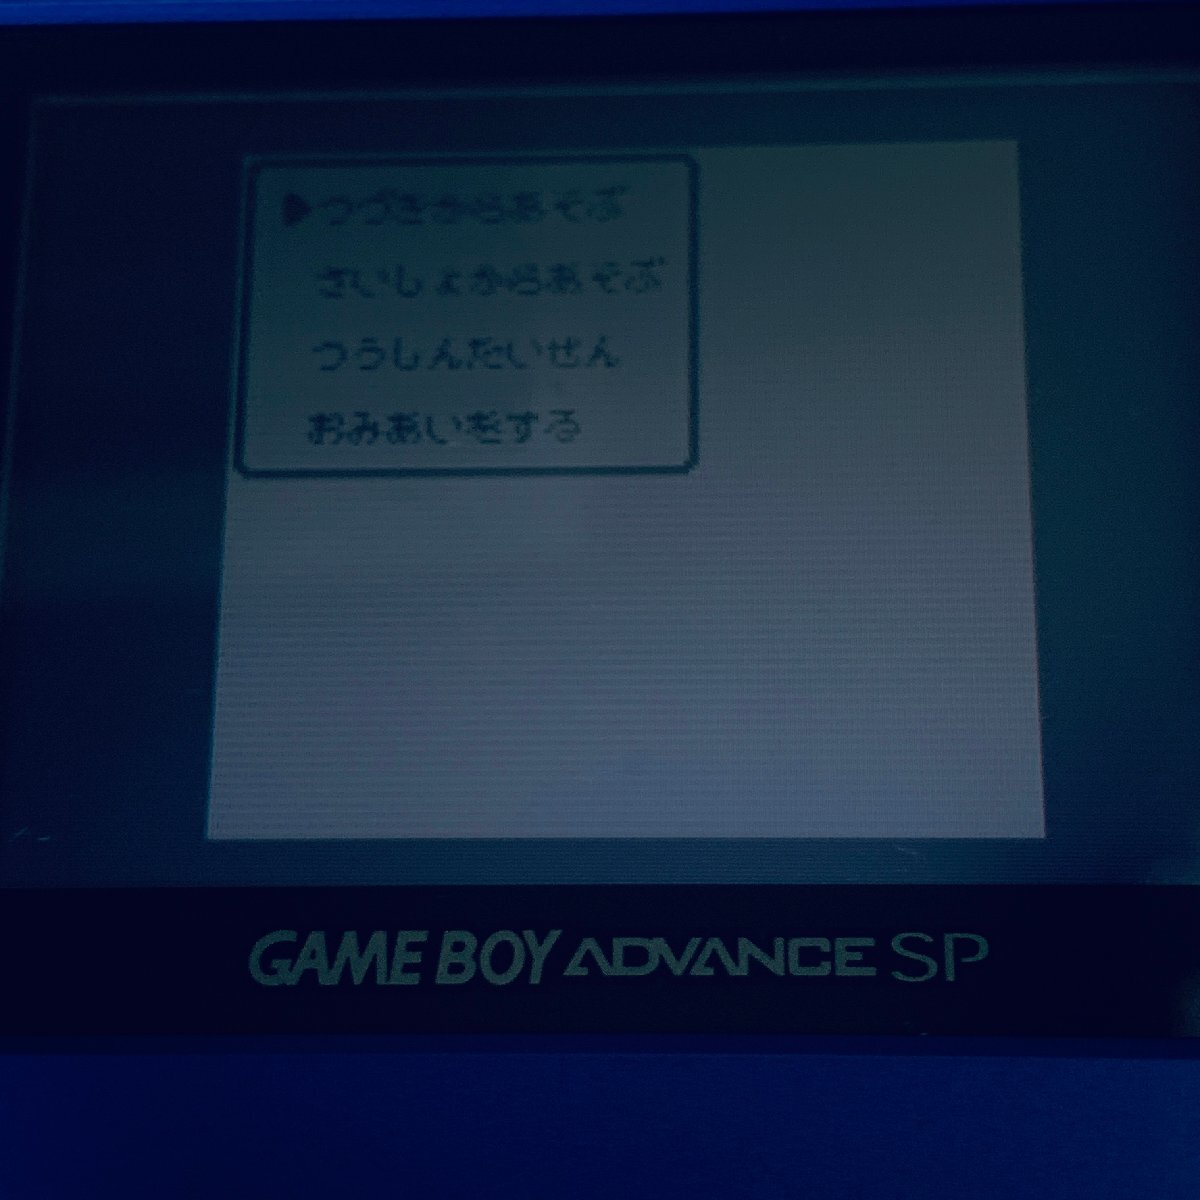 ▶つづきからあそぶ
さいしょからあそぶ
つうしんたいせん
おみあいをする
GAME BOY ADVANCE SP